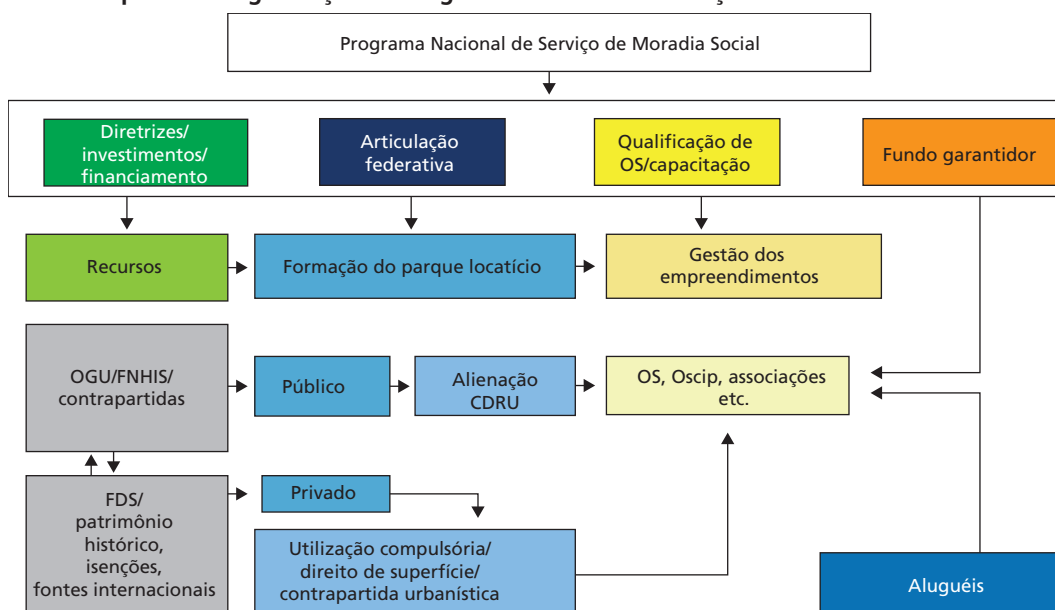 Programa Nacional de Serviço de Moradia Social
Diretrizes/
investimentos/
financiamento
Articulação
federativa
Qualificação de
OS/capacitação
Fundo garantidor
Recursos
Formação do parque locatício
Gestão dos
empreendimentos
OGU/FNHIS/
contrapartidas
Público
Alienação
CDRU
OS, Oscip, associações
etc.
FDS/
patrimônio
histórico,
isenções,
fontes internacionais
Privado
Utilização compulsória/
direito de superfície/
contrapartida urbanística
Aluguéis